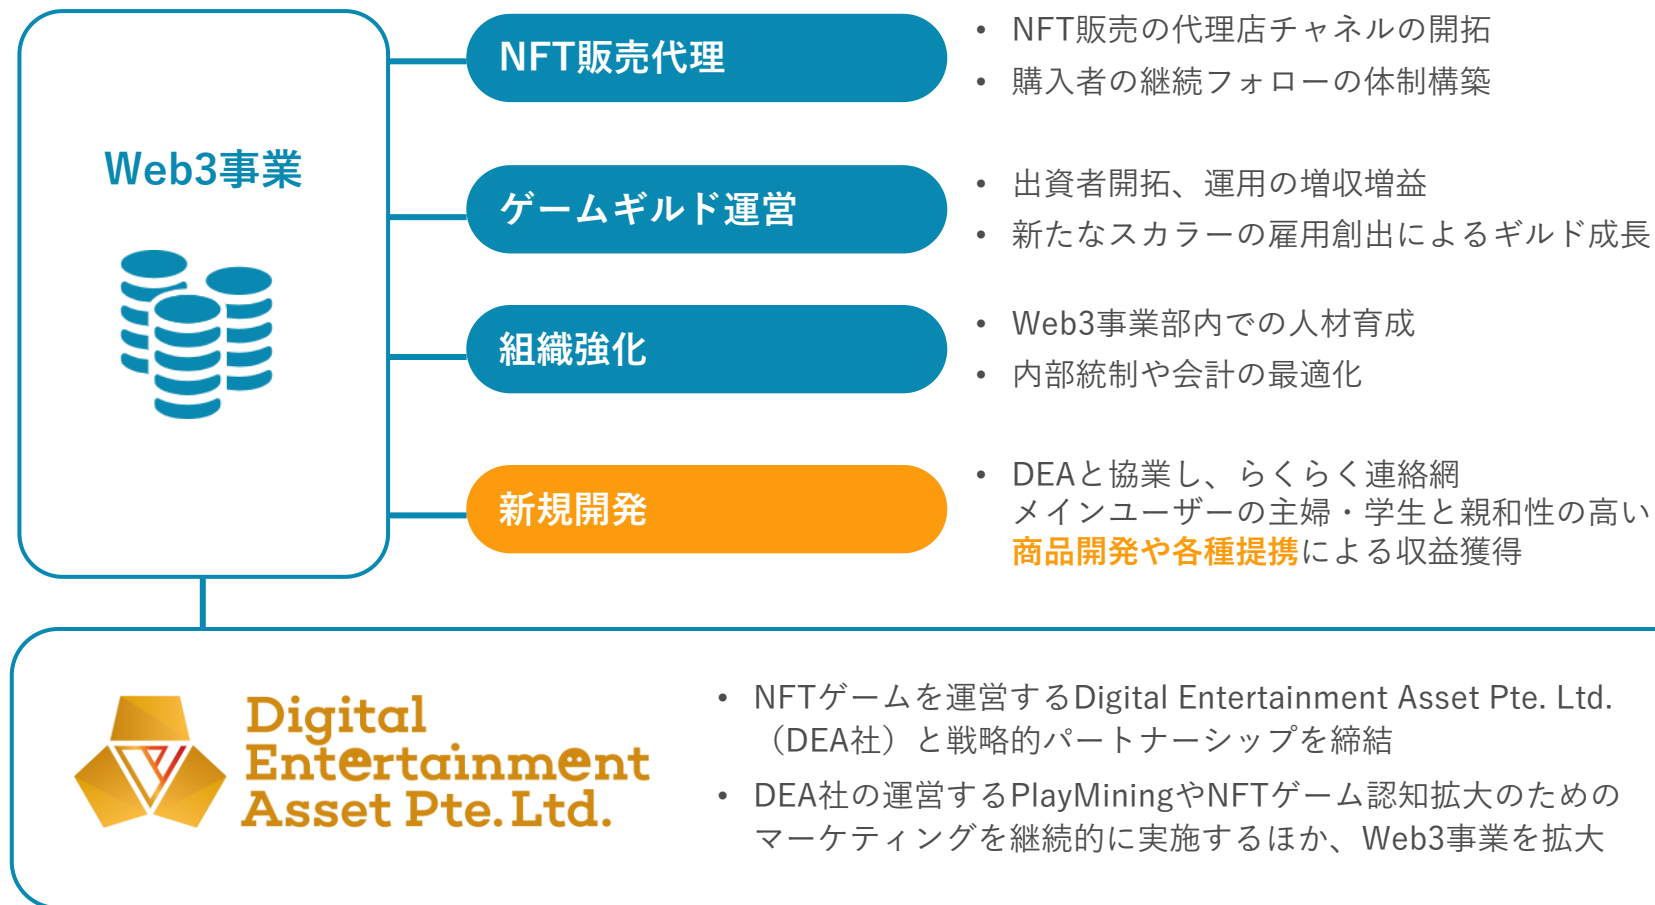 Web3事業
NFT販売代理
• NFT販売の代理店チャネルの開拓
• 購入者の継続フォローの体制構築
ゲームギルド運営
• 出資者開拓、運用の増収増益
• 新たなスカラーの雇用創出によるギルド成長
組織強化
• Web3事業部内での人材育成
• 内部統制や会計の最適化
新規開発
• DEAと協業し、らくらく連絡網
メインユーザーの主婦・学生と親和性の高い
商品開発や各種提携による収益獲得
Digital
Entertainment
Asset Pte. Ltd.
• NFTゲームを運営するDigital Entertainment Asset Pte. Ltd.
（DEA社）と戦略的パートナーシップを締結
• DEA社の運営するPlayMiningやNFTゲーム認知拡大のための
マーケティングを継続的に実施するほか、Web3事業を拡大